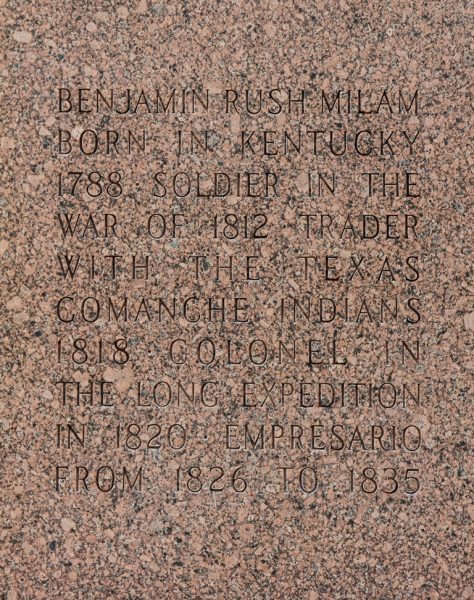 BENJAMIN RUSH MILAM
BORN IN KENTUCKY
1788 SOLDIER IN THE
WAR OF 1812 TRADER
WITH THE TEXAS
COMANCHE INDIANS
1818 COLONEL IN
THE LONG EXPEDITION
IN 1820 EMPRESARIO
FROM 1826 TO 1835